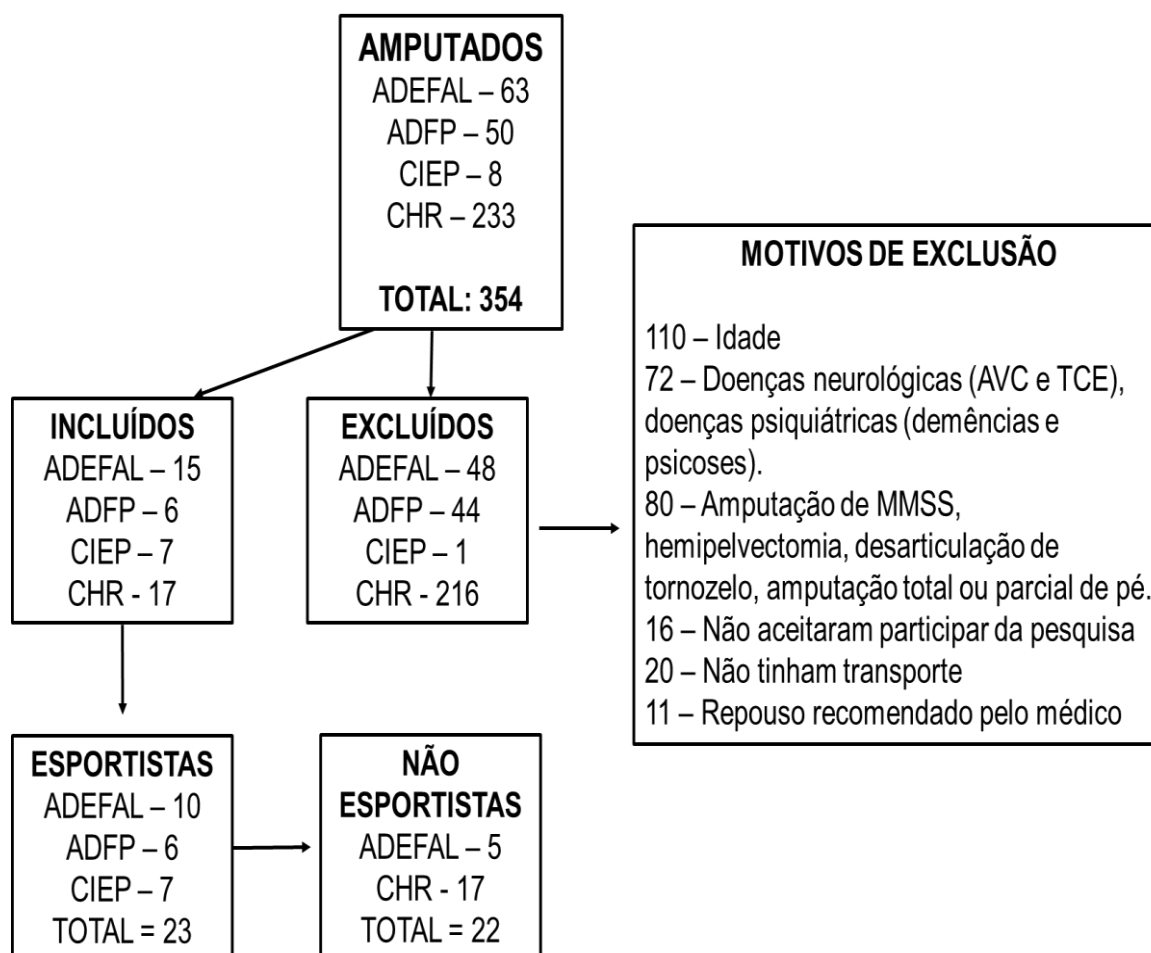 AMPUTADOS
ADEFAL – 63
ADFP – 50
CIEP – 8
CHR – 233
TOTAL: 354
INCLUÍDOS
ADEFAL – 15
ADFP – 6
CIEP – 7
CHR - 17
EXCLUÍDOS
ADEFAL – 48
ADFP – 44
CIEP – 1
CHR - 216
MOTIVOS DE EXCLUSÃO
110 – Idade
72 – Doenças neurológicas (AVC e TCE),
doenças psiquiátricas (demências e
psicoses).
80 – Amputação de MMSS,
hemipelvectomia, desarticulação de
tornozelo, amputação total ou parcial de pé.
16 – Não aceitaram participar da pesquisa
20 – Não tinham transporte
11 – Repouso recomendado pelo médico
ESPORTISTAS
ADEFAL – 10
ADFP – 6
CIEP – 7
TOTAL = 23
NÃO
ESPORTISTAS
ADEFAL – 5
CHR - 17
TOTAL = 22